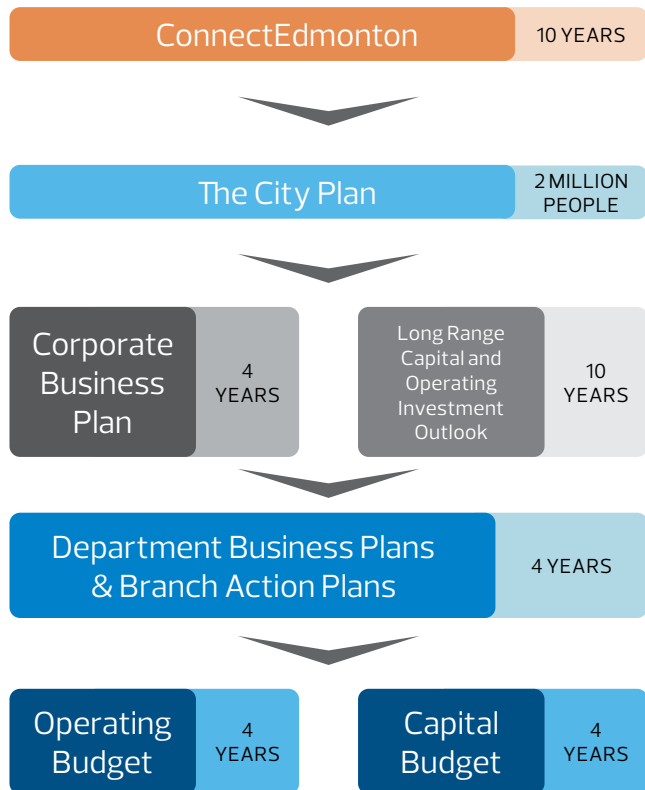 ConnectEdmonton
10 YEARS
The City Plan
2 MILLION
PEOPLE
Corporate
Business
Plan
4
YEARS
Long Range
Capital and
Operating
Investment
Outlook
10
YEARS
Department Business Plans
& Branch Action Plans
4 YEARS
Operating
Budget
4
YEARS
Capital
Budget
4
YEARS